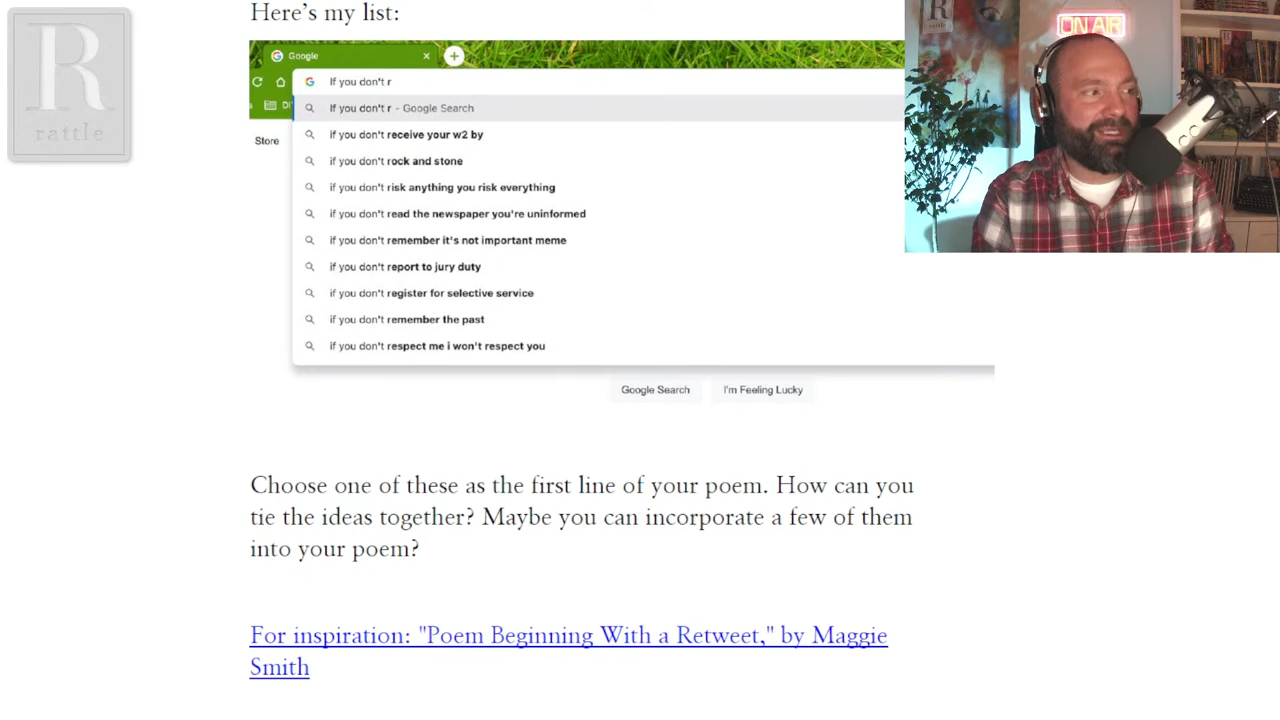 Here's my list:
R
rattle
ON AIR
R
Google
If you don't r
If you don't r - Google Search
Store
if you don't receive your w2 by
if you don't rock and stone
if you don't risk anything you risk everything
if you don't read the newspaper you're uninformed
if you don't remember it's not important meme
if you don't report to jury duty
if you don't register for selective service
if you don't remember the past
if you don't respect me i won't respect you
Google Search
I'm Feeling Lucky
Choose one of these as the first line of your poem. How can you
tie the ideas together? Maybe you can incorporate a few of them
into your poem?
For inspiration: "Poem Beginning With a Retweet," by Maggie
Smith